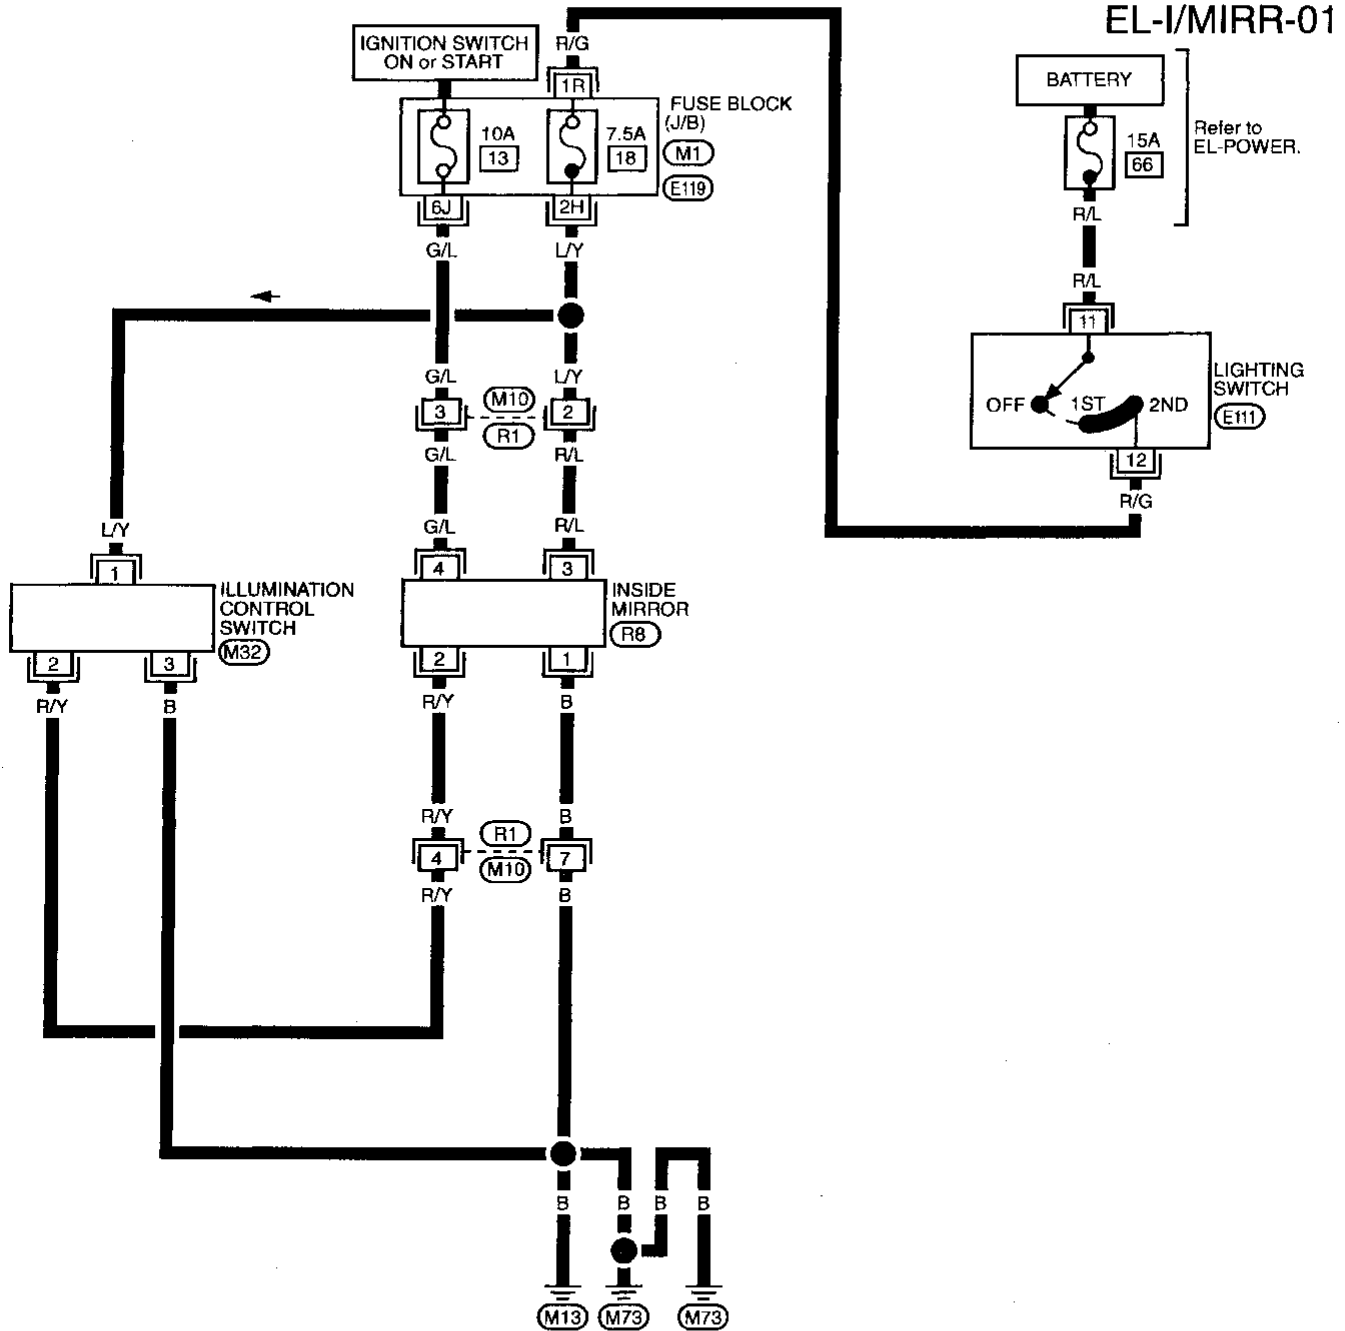 EL-I/MIRR-01
IGNITION SWITCH
ON or START
R/G
1R
FUSE BLOCK
(J/B)
10A
13
7.5A
18
M1
E119
6J
2H
G/L
L/Y
BATTERY
15A
66
Refer to
EL-POWER.
R/L
R/L
11
LIGHTING
SWITCH
E111
OFF
1ST
2ND
12
R/G
G/L
L/Y
3
M10
2
R1
G/L
R/L
G/L
R/L
L/Y
1
ILLUMINATION
CONTROL
SWITCH
M32
2
3
R/Y
B
4
3
INSIDE
MIRROR
R8
2
1
R/Y
B
R/Y
B
R1
4
7
M10
R/Y
B
B
B
B
B
M13
M73
M73